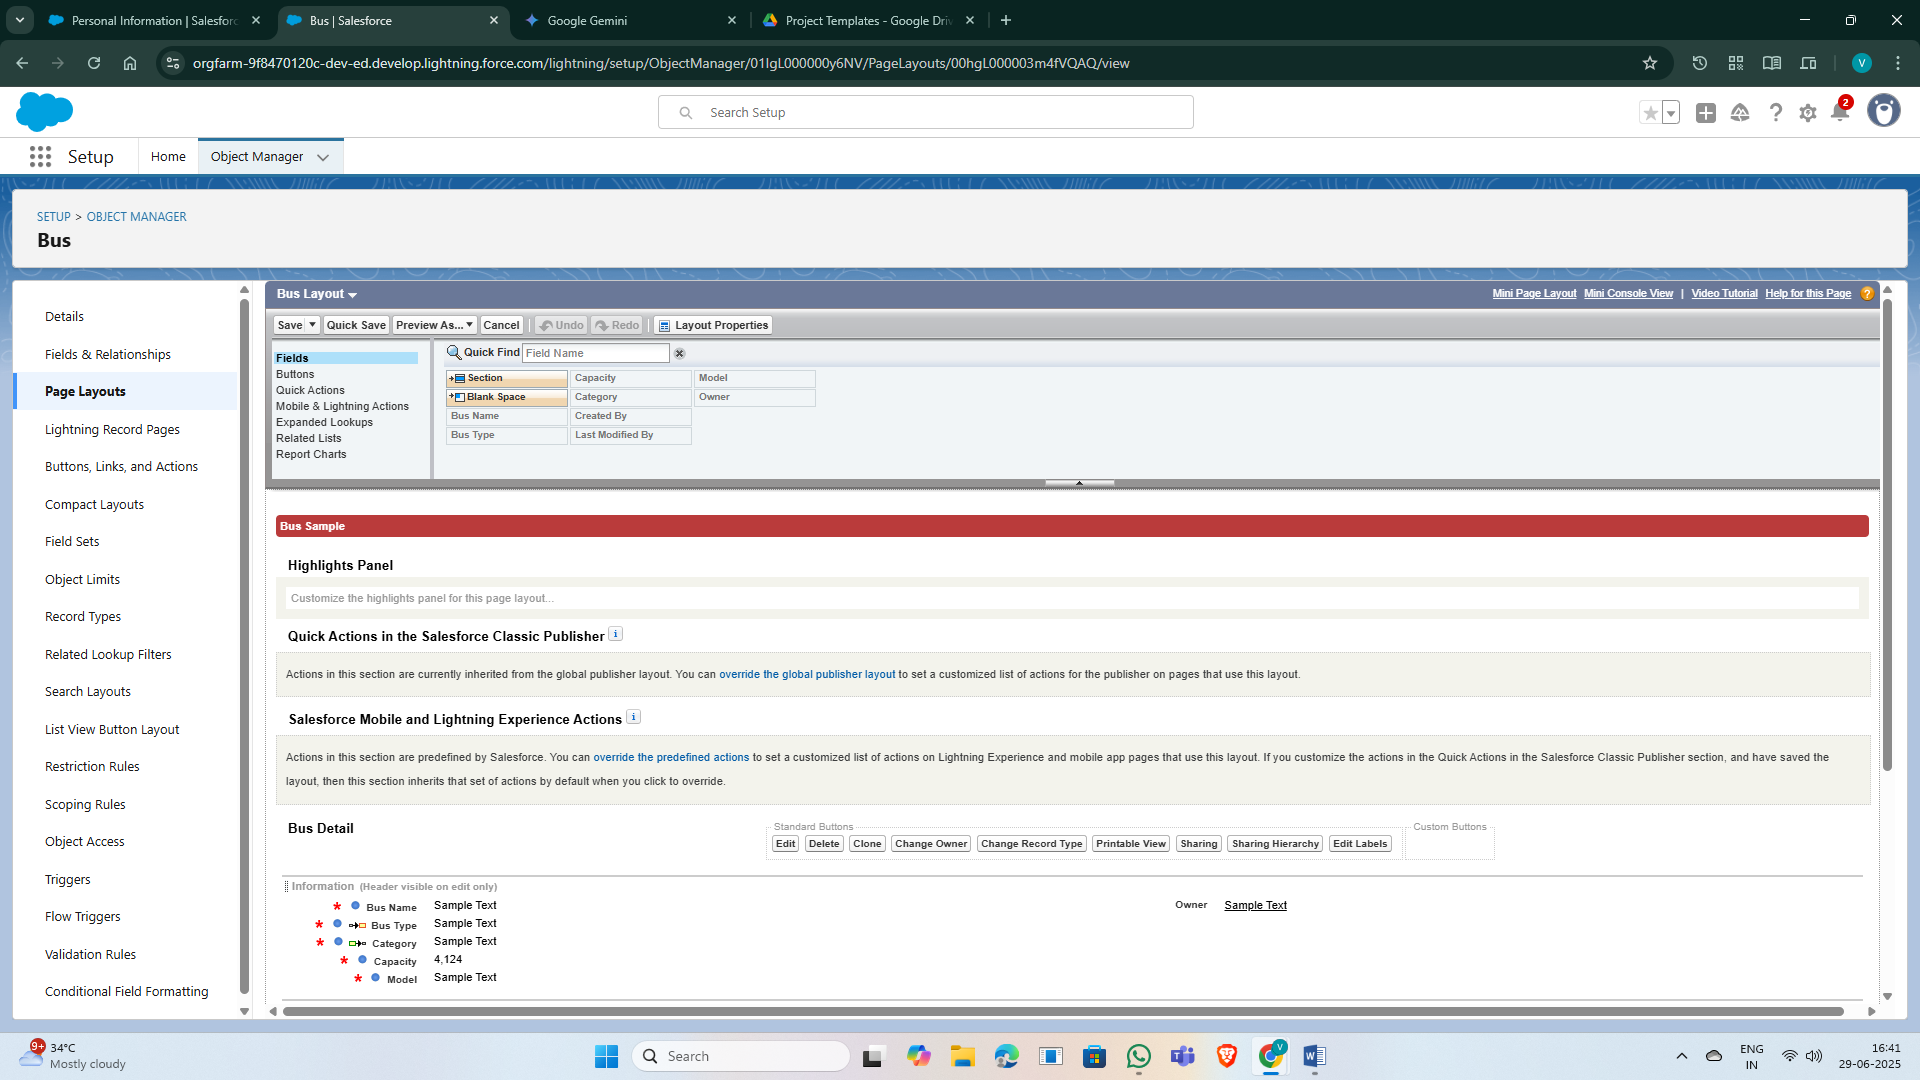 Personal Information | Salesforc
Bus | Salesforce
Google Gemini
Project Templates - Google Driv
orgfarm-9f8470120c-dev-ed.develop.lightning.force.com/lightning/setup/ObjectManager/01IgL000000y6NV/PageLayouts/00hgL000003m4fVQAQ/view
V
Search Setup
2
Setup
Home
Object Manager
SETUP > OBJECT MANAGER
Bus
Details
Fields & Relationships
Page Layouts
Lightning Record Pages
Buttons, Links, and Actions
Compact Layouts
Field Sets
Object Limits
Record Types
Related Lookup Filters
Search Layouts
List View Button Layout
Restriction Rules
Scoping Rules
Object Access
Triggers
Flow Triggers
Validation Rules
Conditional Field Formatting
Bus Layout
Mini Page Layout Mini Console View | Video Tutorial Help for this Page ?
Save Quick Save Preview As... Cancel Undo Redo Layout Properties
Fields
Buttons
Quick Actions
Mobile & Lightning Actions
Expanded Lookups
Related Lists
Report Charts
Quick Find Field Name
Section Capacity Model
Blank Space Category Owner
Bus Name Created By
Bus Type Last Modified By
Bus Sample
Highlights Panel
Customize the highlights panel for this page layout...
Quick Actions in the Salesforce Classic Publisher i
Actions in this section are currently inherited from the global publisher layout. You can override the global publisher layout to set a customized list of actions for the publisher on pages that use this layout.
Salesforce Mobile and Lightning Experience Actions i
Actions in this section are predefined by Salesforce. You can override the predefined actions to set a customized list of actions on Lightning Experience and mobile app pages that use this layout. If you customize the actions in the Quick Actions in the Salesforce Classic Publisher section, and have saved the
layout, then this section inherits that set of actions by default when you click to override.
Bus Detail
Standard Buttons
Custom Buttons
Edit Delete Clone Change Owner Change Record Type Printable View Sharing Sharing Hierarchy Edit Labels
Information (Header visible on edit only)
* Bus Name Sample Text
Owner Sample Text
* Bus Type Sample Text
* Category Sample Text
* Capacity 4,124
* Model Sample Text
9+
34°C
Mostly cloudy
Search
V
ENG
IN
16:41
29-06-2025